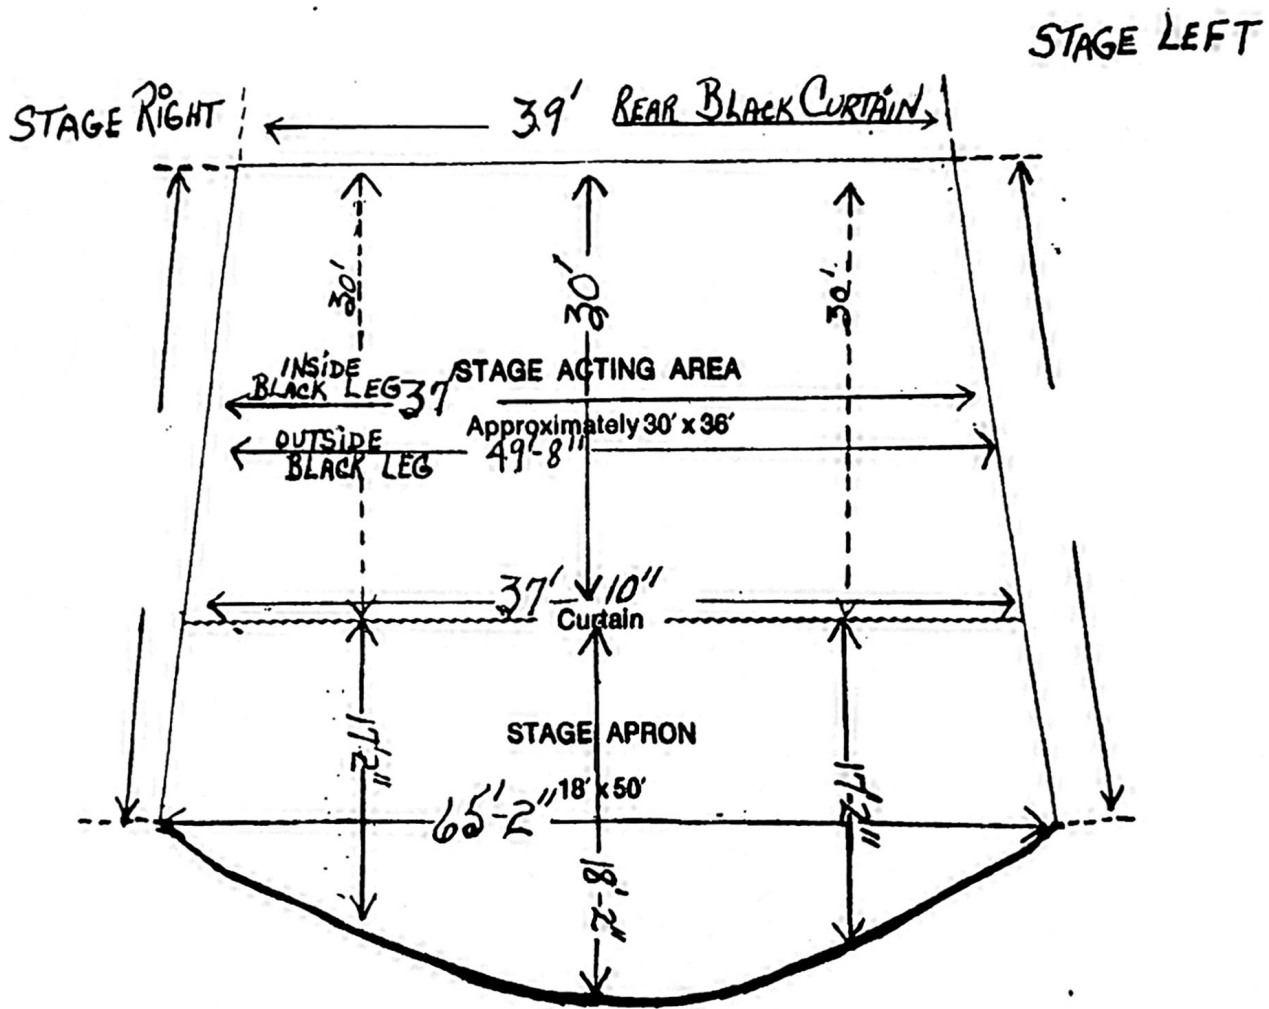 STAGE LEFT
STAGE RIGHT
39' REAR BLACK CURTAIN
30'
30'
30'
STAGE ACTING AREA
INSIDE
BLACK LEG 37'
Approximately 30' x 36'
OUTSIDE
BLACK LEG 49'-8"
37' 10"
Curtain
17'2"
STAGE APRON
17'-2"
18' x 50'
65'-2"
18'-2"